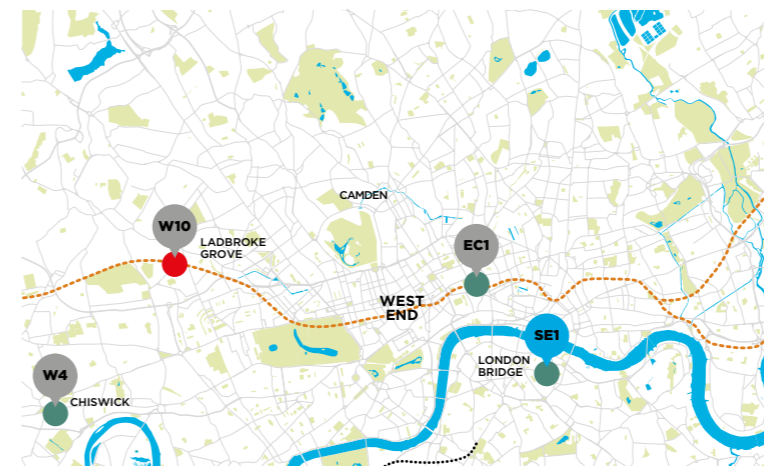 CAMDEN
W10
LADBROKE
GROVE
EC1
WEST
END
SE1
LONDON
BRIDGE
W4
CHISWICK